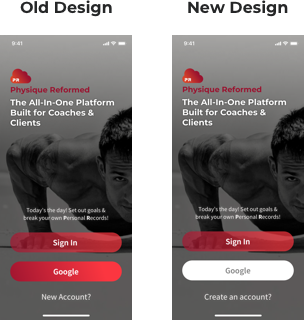 Old Design
9:41
PR
Physique Reformed
The All-In-One Platform
Built for Coaches &
Clients
Today's the day! Set out goals &
break your own Personal Records!
Sign In
Google
New Account?
New Design
9:41
PR
Physique Reformed
The All-In-One Platform
Built for Coaches &
Clients
Today's the day! Set out goals &
break your own Personal Records!
Sign In
Google
Create an account?